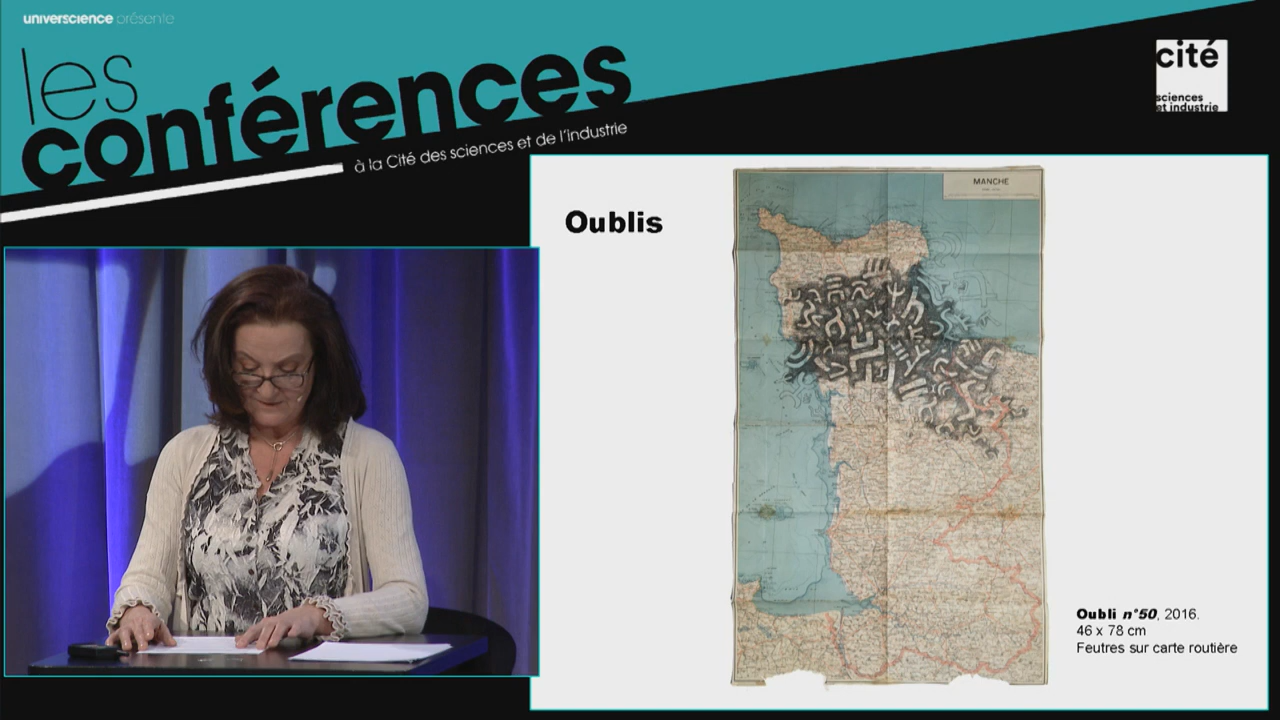 universcience présente
les
conférences
à la Cité des sciences et de l'industrie
cité
sciences
et industrie
Oublis
MANCHE
Oubli n°50, 2016.
46 x 78 cm
Feutres sur carte routière